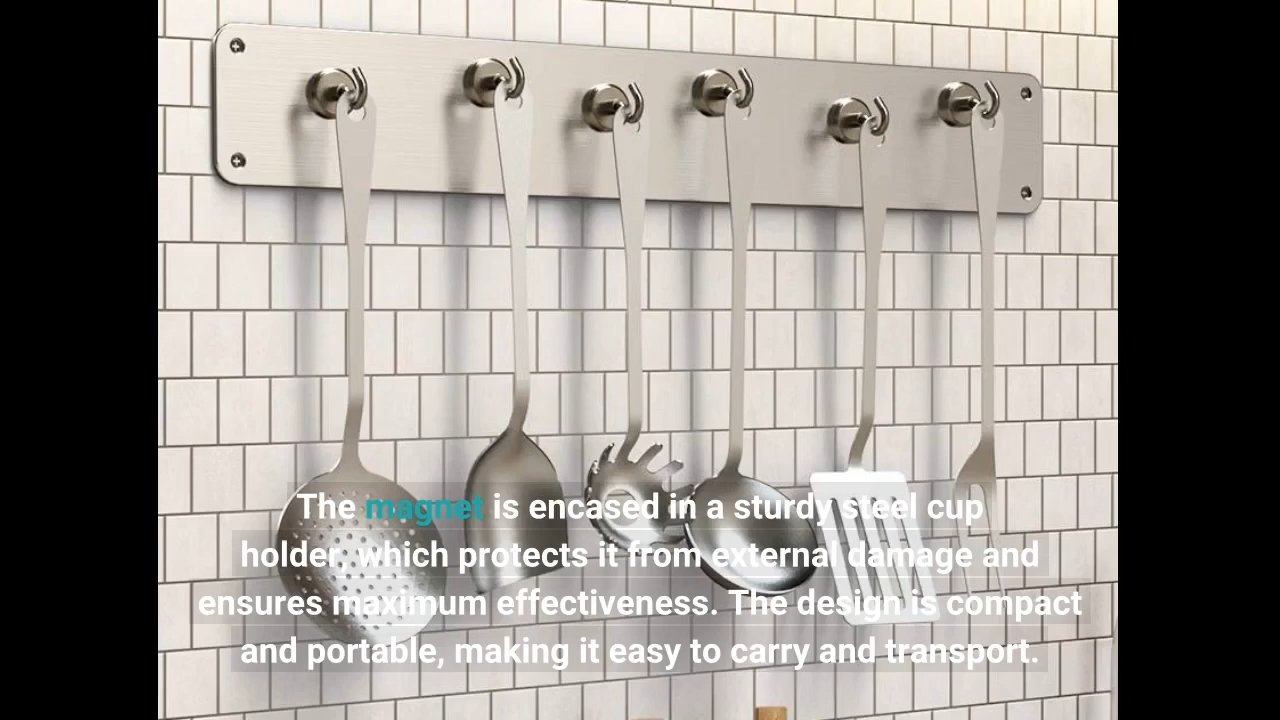 The magnet is encased in a sturdy steel cup
holder, which protects it from external damage and
ensures maximum effectiveness. The design is compact
and portable, making it easy to carry and transport.